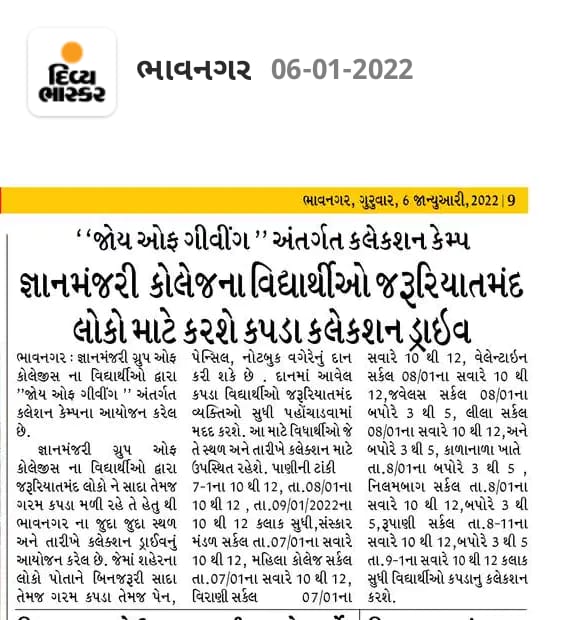 દિવ્ય
ભાસ્કર
ભાવનગર 06-01-2022
ભાવનગર, ગુરુવાર, 6 જાન્યુઆરી, 2022 | 9
‘‘જોય ઓફ ગીવીંગ ’’ અંતર્ગત કલેકશન કેમ્પ
જ્ઞાનમંજરી કોલેજના વિદ્યાર્થીઓ જરૂરિયાતમંદ
લોકો માટે કરશે કપડા કલેકશન ડ્રાઇવ
ભાવનગર : જ્ઞાનમંજરી ગ્રુપ ઓફ
કોલેજીસ ના વિદ્યાર્થીઓ દ્વારા
"જોય ઓફ ગીવીંગ " અંતર્ગત
કલેશન કેમ્પના આયોજન કરેલ
છે.
જ્ઞાનમંજરી ગ્રુપ ઓફ
કોલેજીસ ના વિદ્યાર્થીઓ દ્વારા
જરૂરિયાતમંદ લોકો ને સાદા તેમજ
ગરમ કપડા મળી રહે તે હેતુ થી
ભાવનગર ના જુદા જુદા સ્થળ
અને તારીખે કલેક્શન ડ્રાઈવનું
આયોજન કરેલ છે. જેમાં શહેરના
લોકો પોતાને બિનજરૂરી સાદા
તેમજ ગરમ કપડા તેમજ પેન,
પેન્સિલ, નોટબુક વગેરેનું દાન
કરી શકે છે . દાનમાં આવેલ
કપડા વિદ્યાર્થીઓ જરૂરિયાતમંદ
વ્યક્તિઓ સુધી પહોંચાડવામાં
મદદ કરશે. આ માટે વિધાર્થીઓ જે
તે સ્થળ અને તારીખે કલેક્શન માટે
ઉપસ્થિત રહેશે. પાણીની ટાંકી
7-1ના 10 થી 12, તા.08/01ના
10 થી 12 , તા.09/01/2022ના
10 થી 12 કલાક સુધી,સંસ્કાર
મંડળ સર્કલ તા.07/01ના સવારે
10 થી 12, મહિલા કોલેજ સર્કલ
તા.07/01ના સવારે 10 થી 12,
વિરાણી સર્કલ 07/01ના
સવારે 10 થી 12, વેલેન્ટાઇન
સર્કલ 08/01ના સવારે 10 થી
12,જવેલસ સર્કલ 08/01ના
બપોરે 3 થી 5, લીલા સર્કલ
08/01ના સવારે 10 થી 12,અને
બપોરે 3 થી 5, કાળાનાળા ખાતે
તા.8/01ના બપોરે 3 થી 5 ,
નિલમબાગ સર્કલ તા.8/01ના
સવારે 10 થી 12,બપોરે 3 થી
5,રૂપાણી સર્કલ તા.8-11ના
સવારે 10 થી 12,બપોરે 3 થી 5
તા.9-1ના સવારે 10 થી 12 કલાક
સુધી વિદ્યાર્થીઓ કપડાનુ કલેકશન
કરશે.